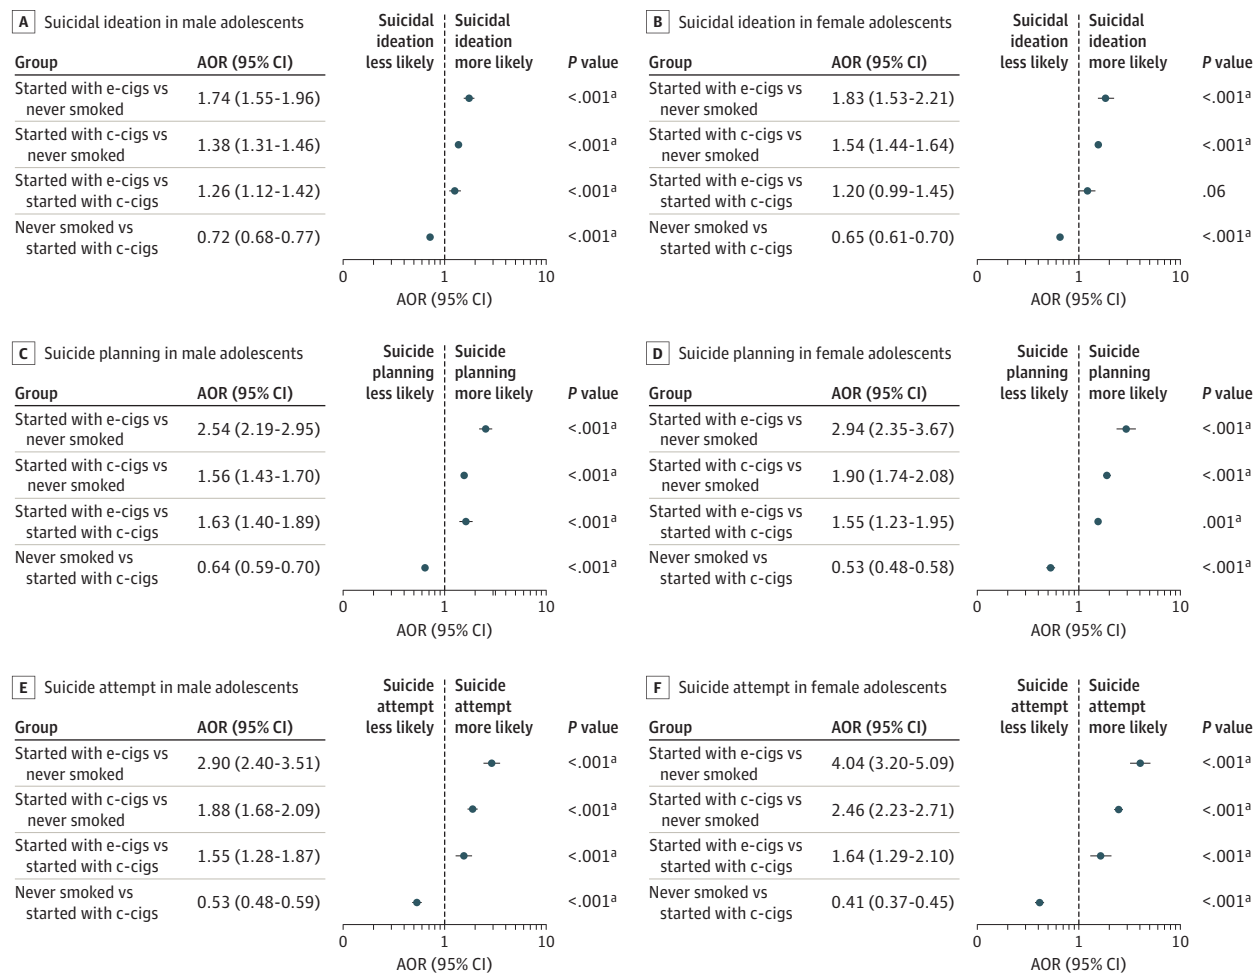 A Suicidal ideation in male adolescents
Suicidal ideation less likely
Suicidal ideation more likely
Group AOR (95% CI) P value
Started with e-cigs vs never smoked 1.74 (1.55-1.96) <.001a
Started with c-cigs vs never smoked 1.38 (1.31-1.46) <.001a
Started with e-cigs vs started with c-cigs 1.26 (1.12-1.42) <.001a
Never smoked vs started with c-cigs 0.72 (0.68-0.77) <.001a
0 1 10
AOR (95% CI)
B Suicidal ideation in female adolescents
Suicidal ideation less likely
Suicidal ideation more likely
Group AOR (95% CI) P value
Started with e-cigs vs never smoked 1.83 (1.53-2.21) <.001a
Started with c-cigs vs never smoked 1.54 (1.44-1.64) <.001a
Started with e-cigs vs started with c-cigs 1.20 (0.99-1.45) .06
Never smoked vs started with c-cigs 0.65 (0.61-0.70) <.001a
0 1 10
AOR (95% CI)
C Suicide planning in male adolescents
Suicide planning less likely
Suicide planning more likely
Group AOR (95% CI) P value
Started with e-cigs vs never smoked 2.54 (2.19-2.95) <.001a
Started with c-cigs vs never smoked 1.56 (1.43-1.70) <.001a
Started with e-cigs vs started with c-cigs 1.63 (1.40-1.89) <.001a
Never smoked vs started with c-cigs 0.64 (0.59-0.70) <.001a
0 1 10
AOR (95% CI)
D Suicide planning in female adolescents
Suicide planning less likely
Suicide planning more likely
Group AOR (95% CI) P value
Started with e-cigs vs never smoked 2.94 (2.35-3.67) <.001a
Started with c-cigs vs never smoked 1.90 (1.74-2.08) <.001a
Started with e-cigs vs started with c-cigs 1.55 (1.23-1.95) .001a
Never smoked vs started with c-cigs 0.53 (0.48-0.58) <.001a
0 1 10
AOR (95% CI)
E Suicide attempt in male adolescents
Suicide attempt less likely
Suicide attempt more likely
Group AOR (95% CI) P value
Started with e-cigs vs never smoked 2.90 (2.40-3.51) <.001a
Started with c-cigs vs never smoked 1.88 (1.68-2.09) <.001a
Started with e-cigs vs started with c-cigs 1.55 (1.28-1.87) <.001a
Never smoked vs started with c-cigs 0.53 (0.48-0.59) <.001a
0 1 10
AOR (95% CI)
F Suicide attempt in female adolescents
Suicide attempt less likely
Suicide attempt more likely
Group AOR (95% CI) P value
Started with e-cigs vs never smoked 4.04 (3.20-5.09) <.001a
Started with c-cigs vs never smoked 2.46 (2.23-2.71) <.001a
Started with e-cigs vs started with c-cigs 1.64 (1.29-2.10) <.001a
Never smoked vs started with c-cigs 0.41 (0.37-0.45) <.001a
0 1 10
AOR (95% CI)